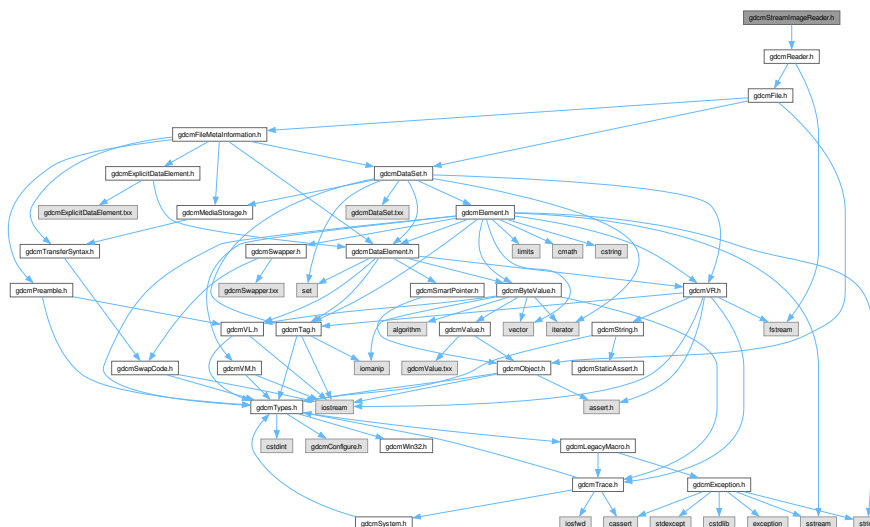 gdcmStreamImageReader.h
gdcmReader.h
gdcmFile.h
gdcmFileMetaInformation.h
gdcmExplicitDataElement.h
gdcmDataSet.h
gdcmExplicitDataElement.txx
gdcmMediaStorage.h
gdcmDataSet.txx
gdcmElement.h
gdcmTransferSyntax.h
gdcmSwapper.h
gdcmDataElement.h
limits
cmath
cstring
gdcmPreamble.h
gdcmSwapper.txx
set
gdcmSmartPointer.h
gdcmByteValue.h
gdcmVR.h
gdcmVL.h
gdcmTag.h
algorithm
gdcmValue.h
vector
iterator
gdcmString.h
fstream
gdcmSwapCode.h
gdcmVM.h
iomanip
gdcmValue.txx
gdcmObject.h
gdcmStaticAssert.h
gdcmTypes.h
iostream
assert.h
cstdint
gdcmConfigure.h
gdcmWin32.h
gdcmLegacyMacro.h
gdcmTrace.h
gdcmException.h
gdcmSystem.h
iosfwd
cassert
stdexcept
cstdlib
exception
sstream